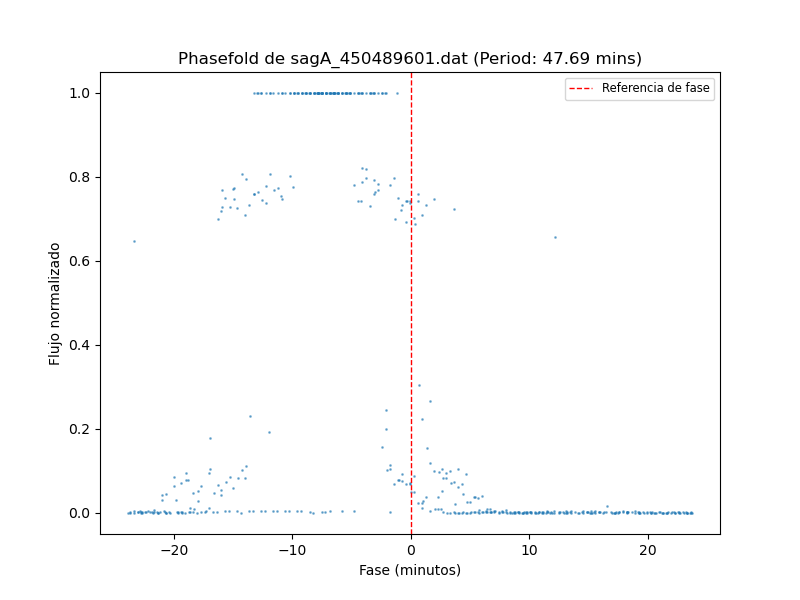 Phasefold de sagA_450489601.dat (Period: 47.69 mins)
Referencia de fase
Flujo normalizado
1.0
0.8
0.6
0.4
0.2
0.0
−20
−10
0
10
20
Fase (minutos)